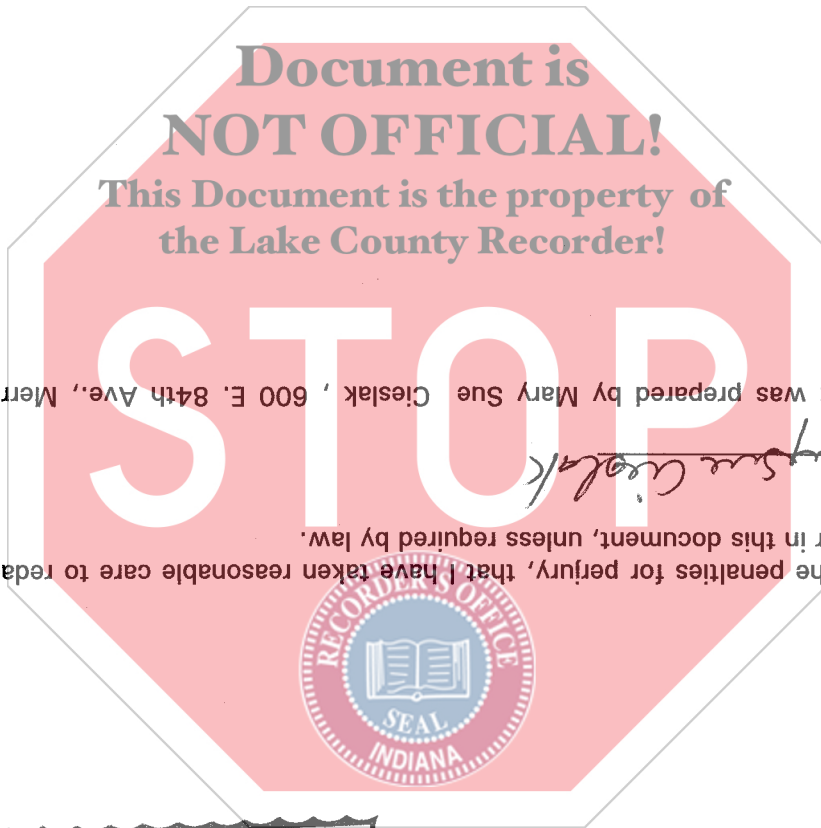 Document is
NOT OFFICIAL!
This Document is the property of
the Lake County Recorder!
STOP
he penalties for perjury, that I have taken reasonable care to reda
r in this document, unless required by law.
Sue Cieslak
was prepared by Mary Sue Cieslak , 600 E. 84th Ave., Merr
RECORDER'S OFFICE
SEAL
INDIANA